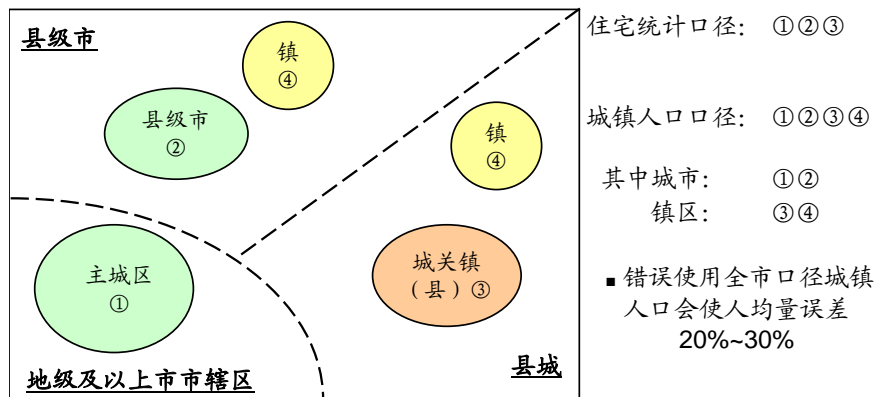 县级市
镇
④
县级市
②
镇
④
主城区
①
城关镇
（县）③
地级及以上市市辖区
县城
住宅统计口径： ①②③
城镇人口口径： ①②③④
其中城市： ①②
镇区： ③④
■ 错误使用全市口径城镇
人口会使人均量误差
20%~30%